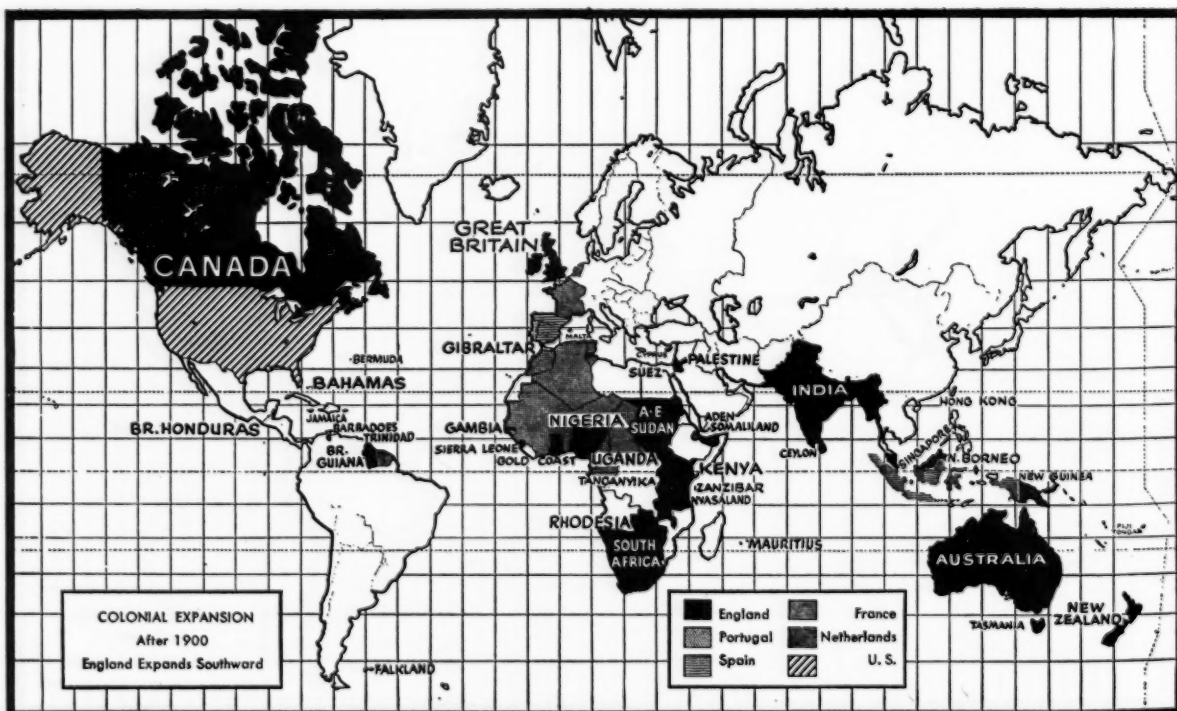 GREAT
BRITAIN
CANADA
MALTA
GIBRALTAR
CYPRUS
PALESTINE
SUEZ
BERMUDA
BAHAMAS
INDIA
HONG KONG
JAMAICA
BARBADOES
TRINIDAD
BR. HONDURAS
GAMBIA
NIGERIA
A-E
SUDAN
ADEN
SOMALILAND
SIERRA LEONE
GOLD COAST
UGANDA
CEYLON
SINGAPORE
N. BORNEO
BR.
GUIANA
KENYA
TANGANYIKA
ZANZIBAR
NYASALAND
NEW GUINEA
RHODESIA
SOUTH
AFRICA
MAURITIUS
FIJI
AUSTRALIA
NEW
ZEALAND
TASMANIA
FALKLAND
COLONIAL EXPANSION
After 1900
England Expands Southward
England
France
Portugal
Netherlands
Spain
U. S.